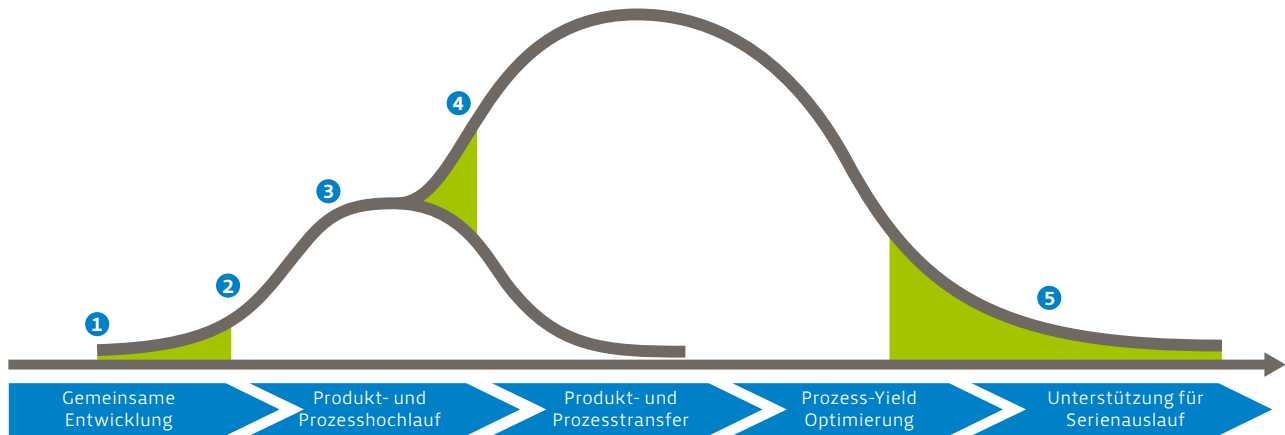 4
3
2
5
1
Gemeinsame
Entwicklung
Produkt- und
Prozesshochlauf
Produkt- und
Prozesstransfer
Prozess-Yield
Optimierung
Unterstützung für
Serienauslauf